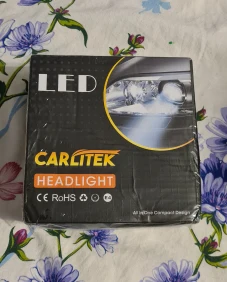 LED
CARLITEK
HEADLIGHT
CE RoHS
All in One Compact Design